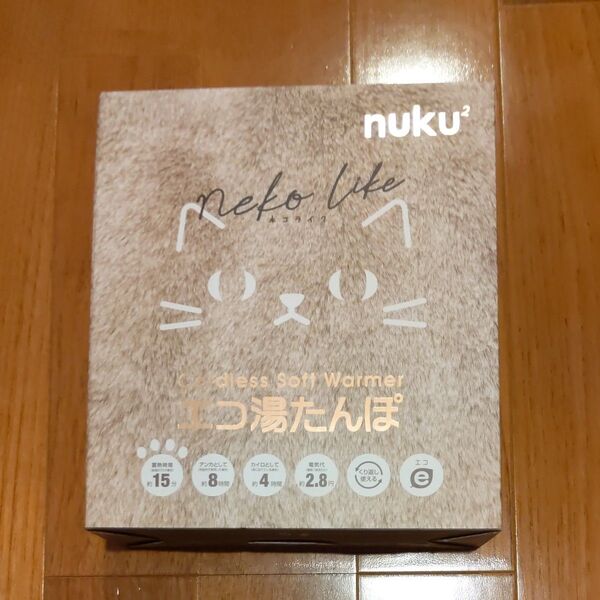 nuku²
neko like
ネコライク
Cordless Soft Warmer
エコ湯たんぽ
蓄熱時間
約15分
アンカとして
約8時間
カイロとして
約4時間
電気代
約2.8円
くり返し
使える
エコ
e